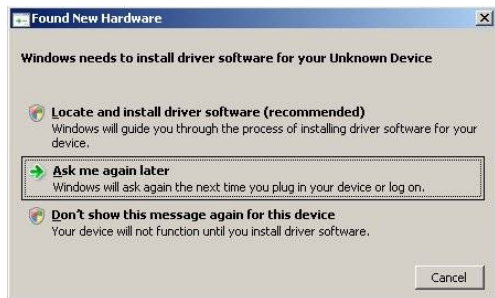 Found New Hardware
Windows needs to install driver software for your Unknown Device
Locate and install driver software (recommended)
Windows will guide you through the process of installing driver software for your
device.
Ask me again later
Windows will ask again the next time you plug in your device or log on.
Don't show this message again for this device
Your device will not function until you install driver software.
Cancel